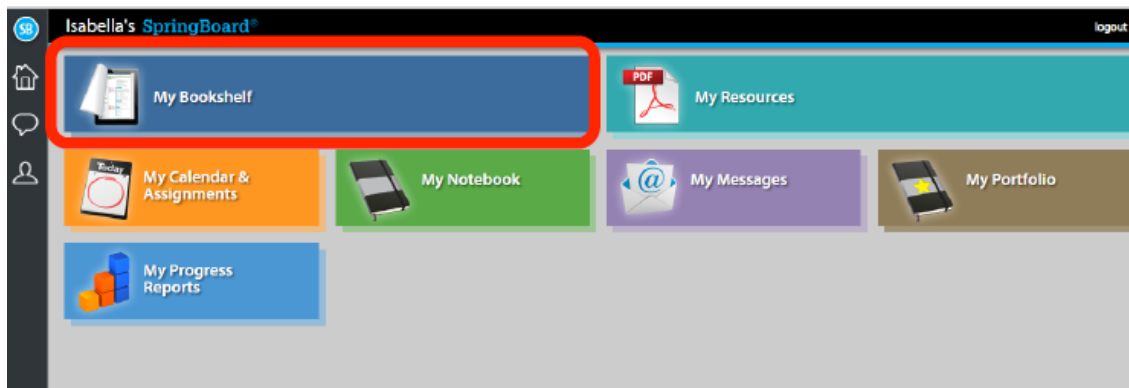 SB
Isabella's SpringBoard®
logout
My Bookshelf
PDF
My Resources
Today
My Calendar &
Assignments
My Notebook
@
My Messages
My Portfolio
My Progress
Reports